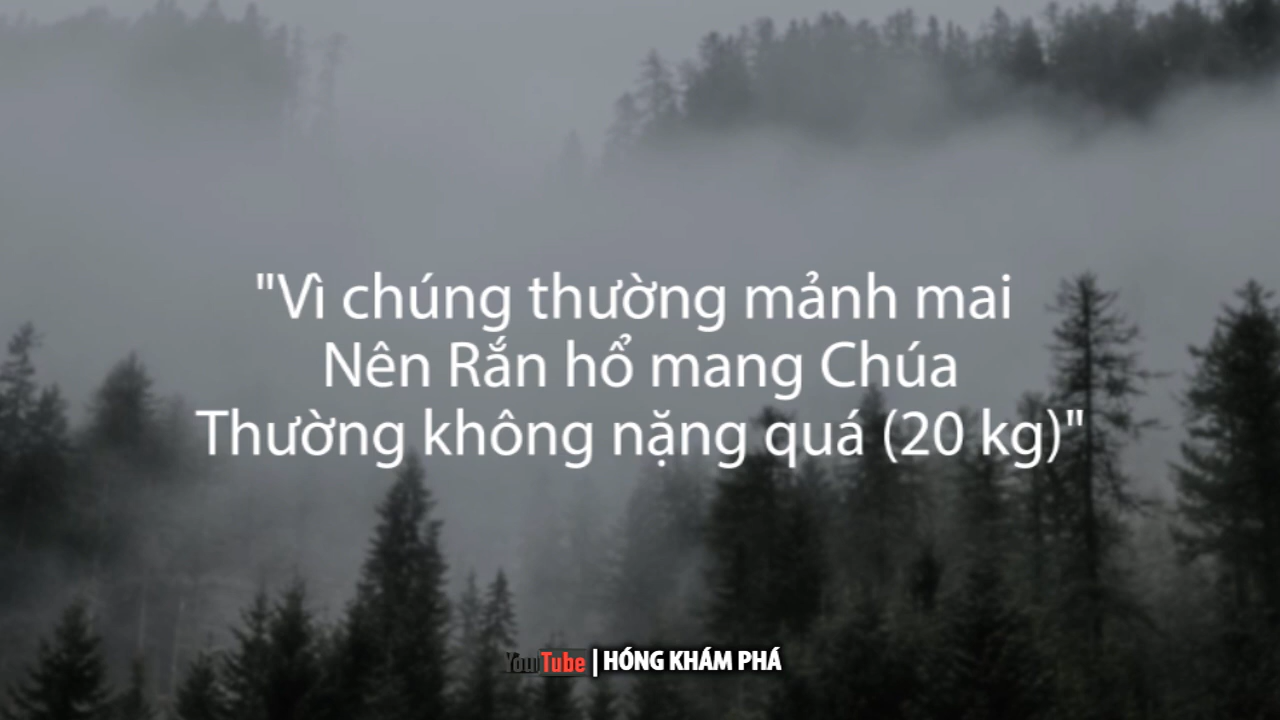 "Vì chúng thường mảnh mai
Nên Rắn hổ mang Chúa
Thường không nặng quá (20 kg)"
YouTube | HÓNG KHÁM PHÁ